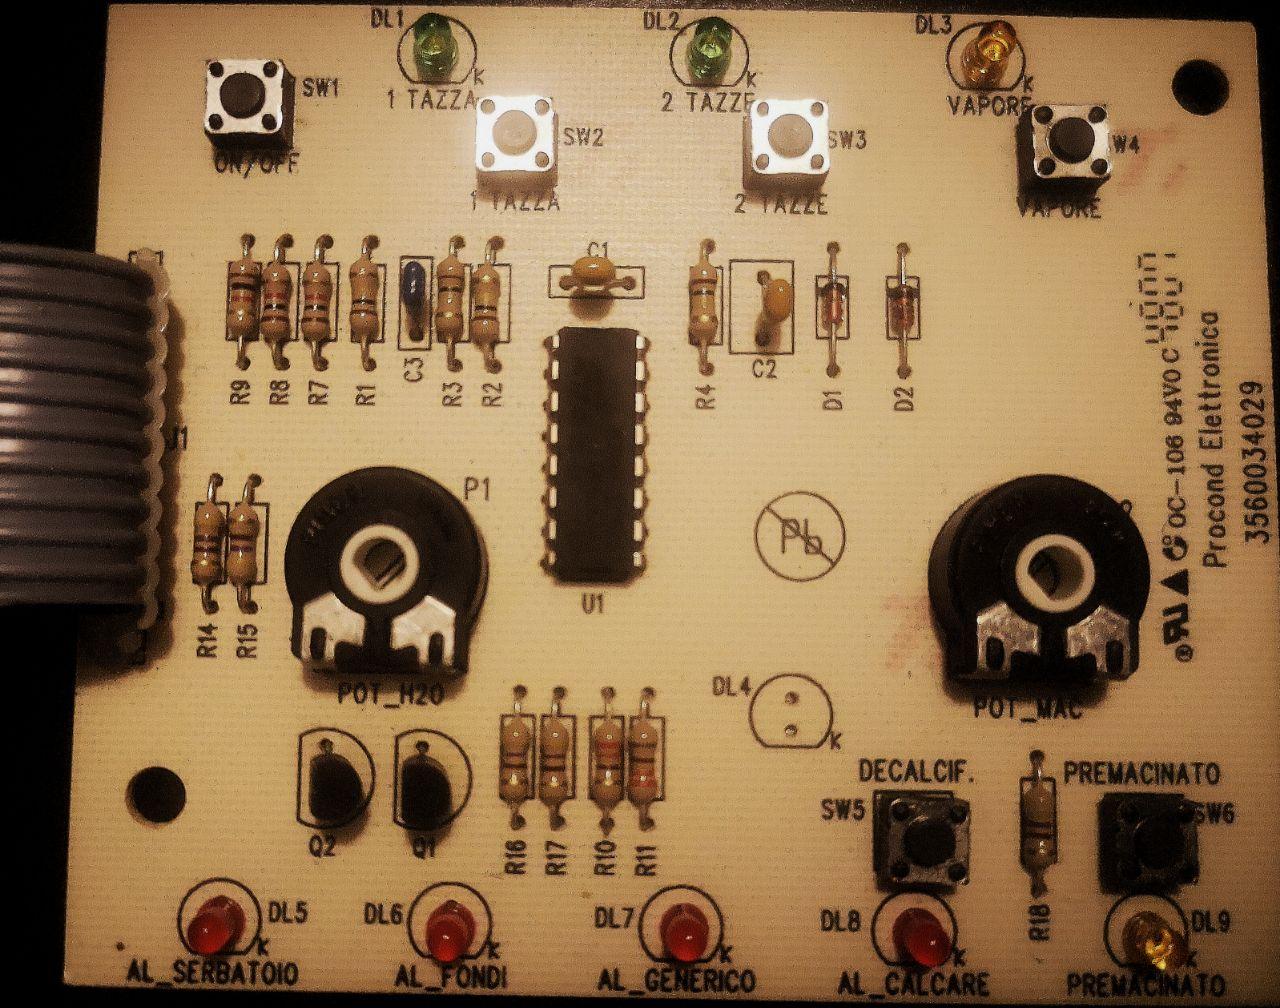 DL1
DL2
DL3
K
K
K
1 TAZZA
2 TAZZE
VAPORE
SW1
SW2
SW3
W4
ON/OFF
1 TAZZA
2 TAZZE
VAPORE
C1
R9
R8
R7
R1
C3
R3
R2
R4
C2
D1
D2
J1
P1
U1
Pb
OC-106 94V0 C
Procond Elettronica
3560034029
R14
R15
POT_H2O
POT_MAC
DL4
K
DECALCIF.
PREMACINATO
SW5
SW6
Q2
Q1
R16
R17
R10
R11
R18
DL5
DL6
DL7
DL8
DL9
K
K
K
K
K
AL_SERBATOIO
AL_FONDI
AL_GENERICO
AL_CALCARE
PREMACINATO